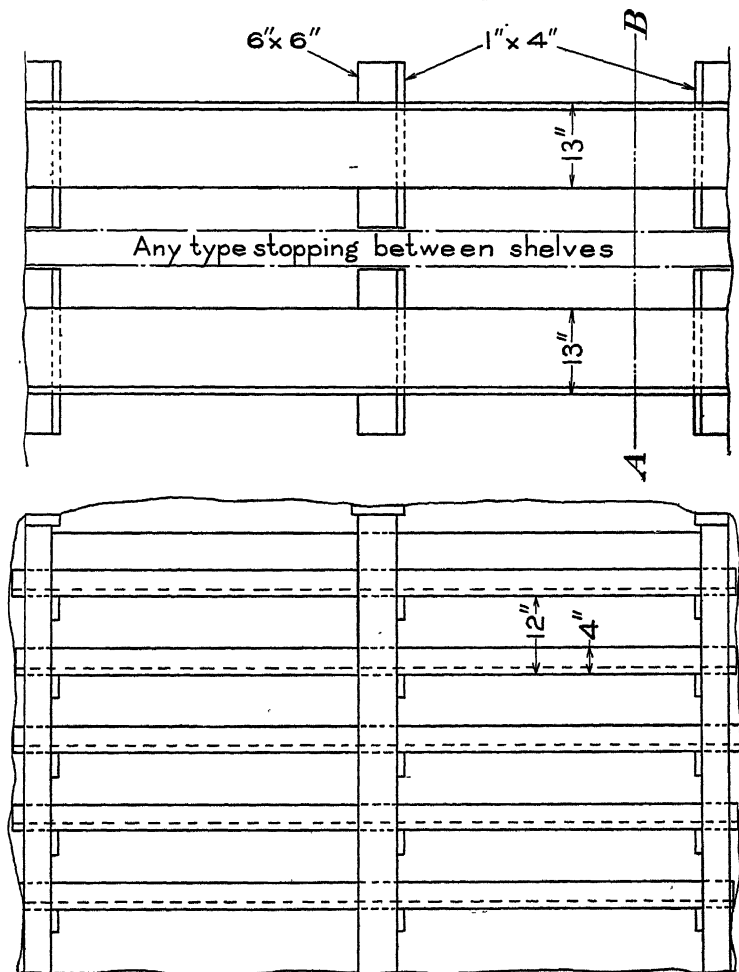 6"x 6"
1"x 4"
B
13"
Any type stopping between shelves
13"
A
12"
4"